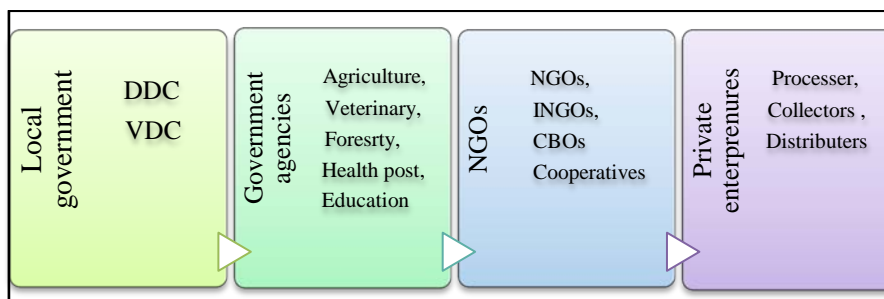 Local
government
DDC
VDC
Government
agencies
Agriculture,
Veterinary,
Foresrty,
Health post,
Education
NGOs
NGOs,
INGOs,
CBOs
Cooperatives
Private
enterprenures
Processer,
Collectors ,
Distributers